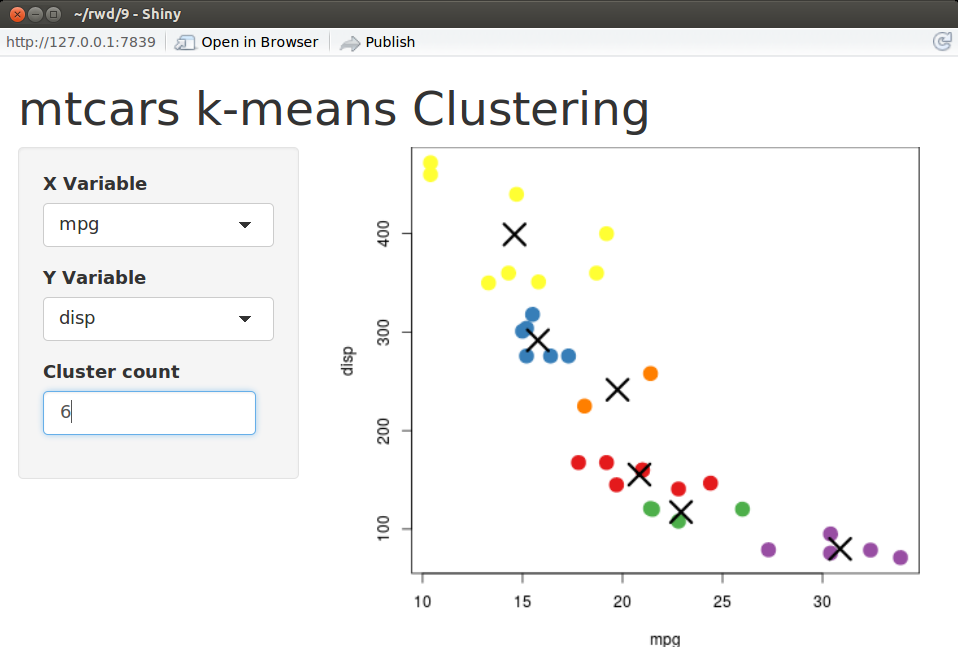 ~/rwd/9 - Shiny
http://127.0.0.1:7839 Open in Browser Publish
mtcars k-means Clustering
X Variable
mpg
Y Variable
disp
Cluster count
6
disp
400
300
200
100
10 15 20 25 30
mpg